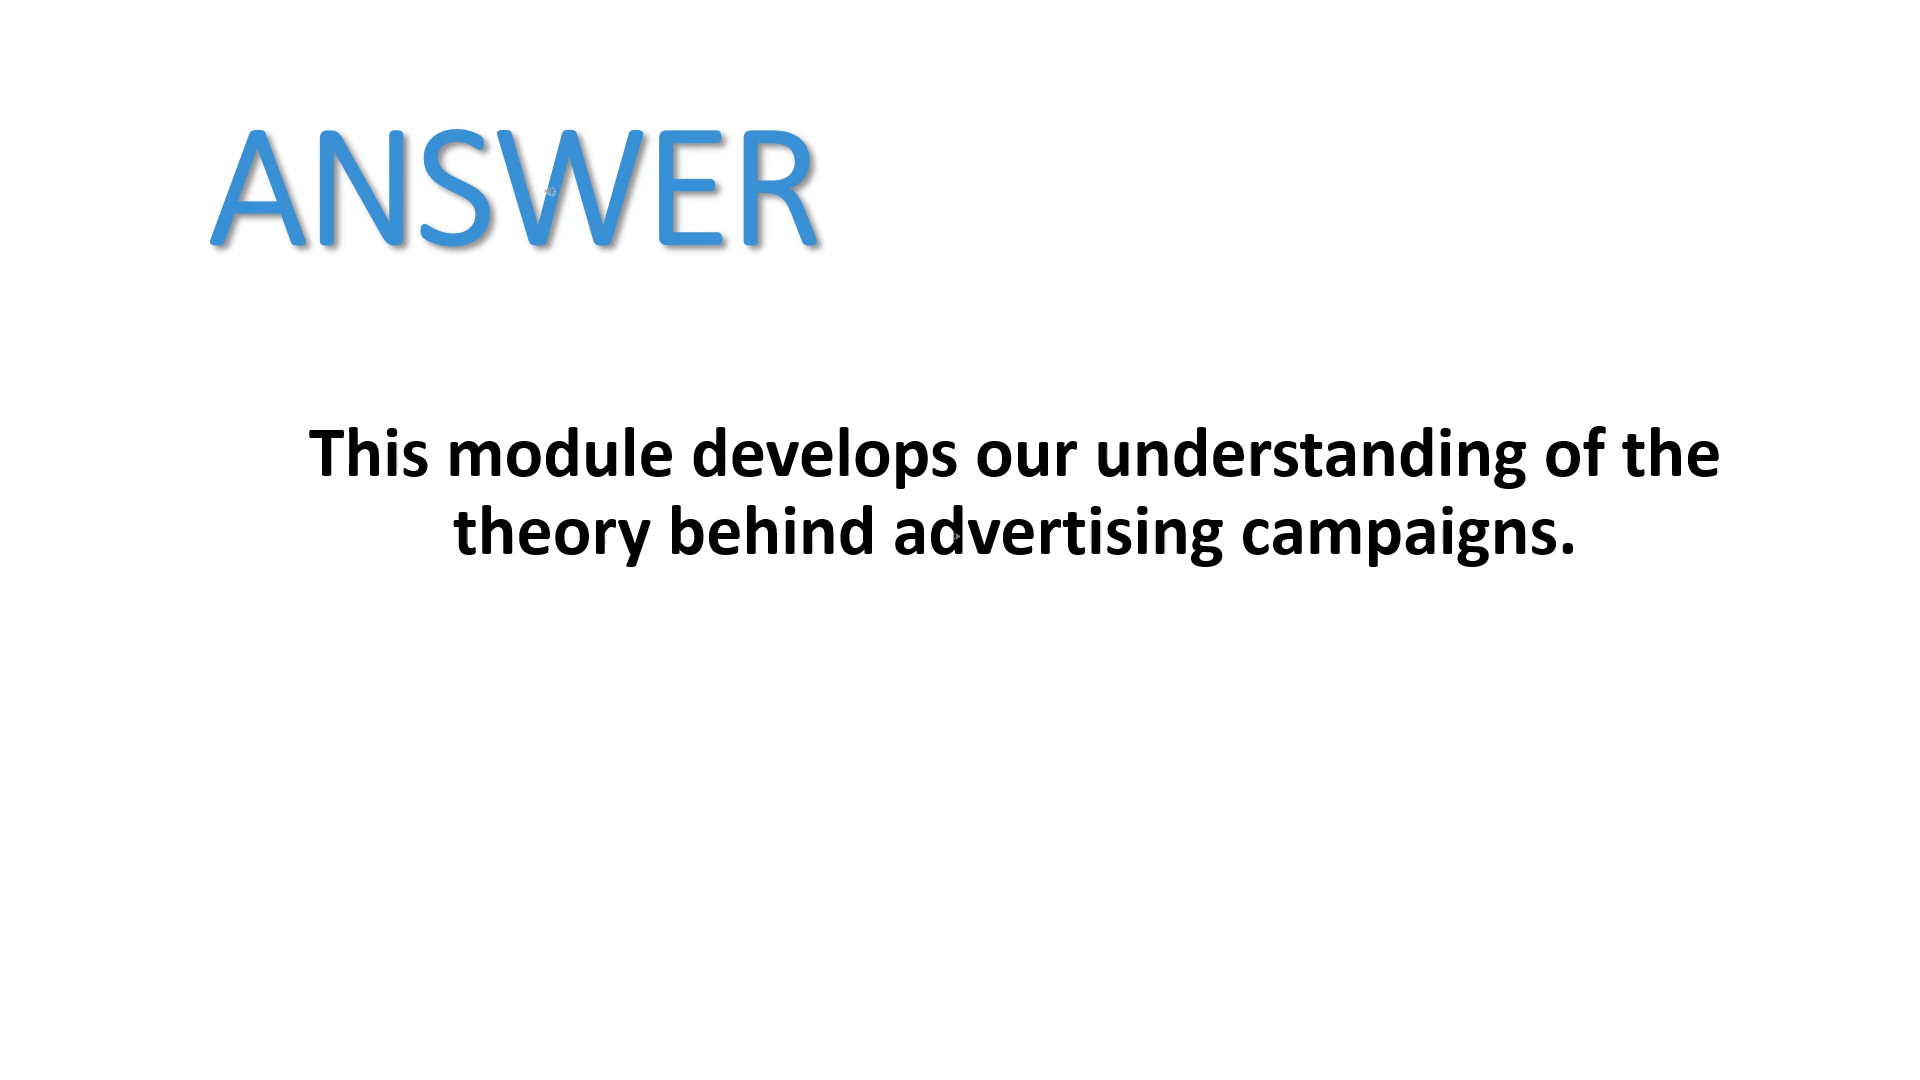 ANSWER
This module develops our understanding of the
theory behind advertising campaigns.